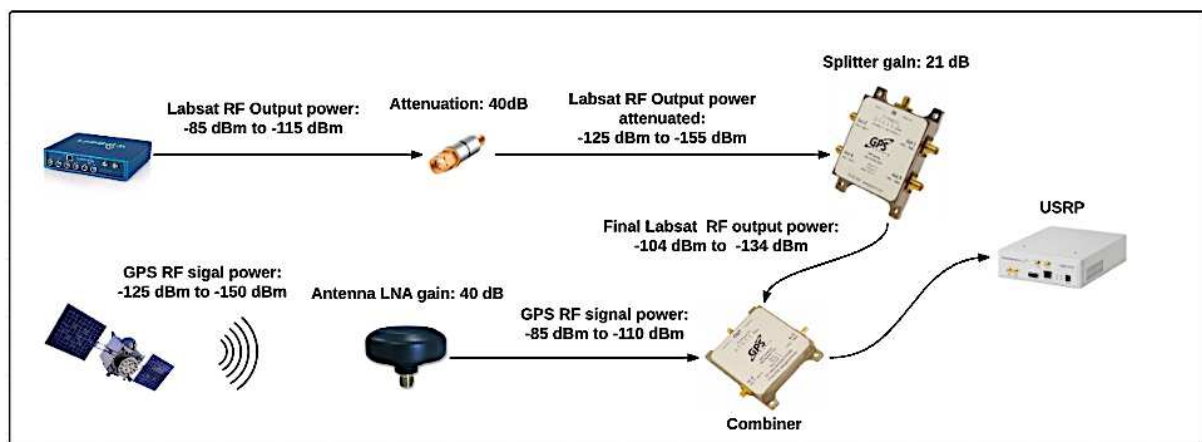 Splitter gaIn: 21 dB
Labsat RF Output power:
-85 dBm to -115 dBm
Attenuation: 40dB
Labsat RF Output power
attenuated:
-125 dBm to -155 dBm
GPS
Final Labsat RF output power:
-104 dBm to -134 dBm
USRP
GPS RF sigal power:
-125 dBm to -150 dBm
Antenna LNA gain: 40 dB
GPS RF signal power:
-85 dBm to -110 dBm
GPS
Combiner